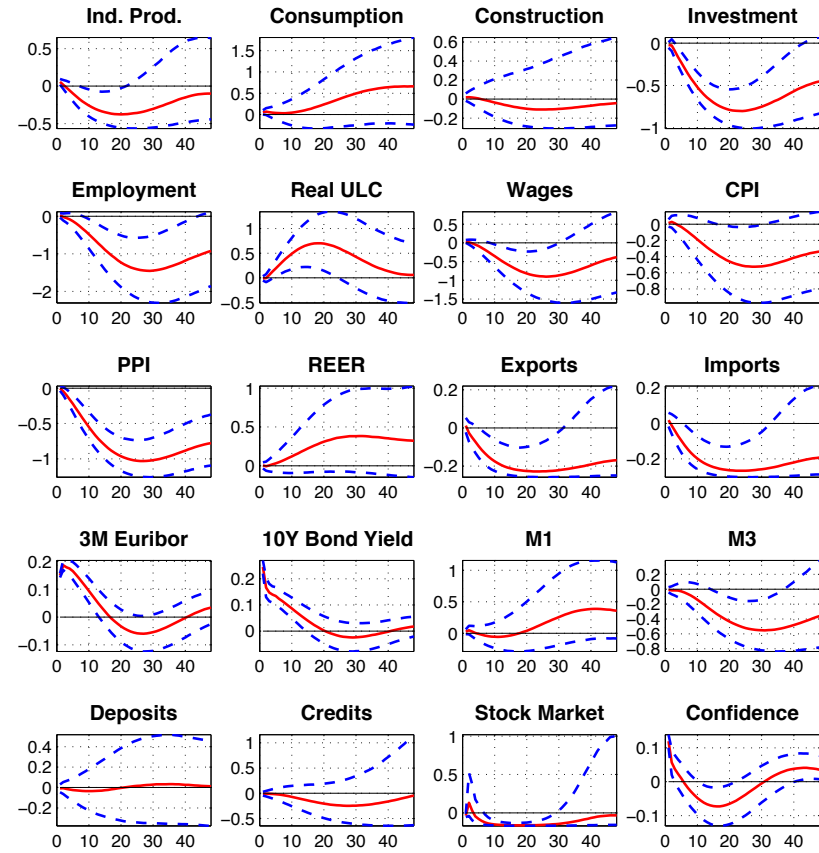 Ind. Prod. Consumption Construction Investment
0.5 0 −0.5 0 10 20 30 40
1.5 1 0.5 0 0 10 20 30 40
0.6 0.4 0.2 0 −0.2 0 10 20 30 40
0 −0.5 −1 0 10 20 30 40
Employment Real ULC Wages CPI
0 −1 −2 0 10 20 30 40
1 0.5 0 −0.5 0 10 20 30 40
0.5 0 −0.5 −1 −1.5 0 10 20 30 40
0 −0.2 −0.4 −0.6 −0.8 0 10 20 30 40
PPI REER Exports Imports
0 −0.5 −1 0 10 20 30 40
1 0.5 0 0 10 20 30 40
0.2 0 −0.2 0 10 20 30 40
0.2 0 −0.2 0 10 20 30 40
3M Euribor 10Y Bond Yield M1 M3
0.2 0.1 0 −0.1 0 10 20 30 40
0.2 0.1 0 0 10 20 30 40
1 0.5 0 0 10 20 30 40
0.2 0 −0.2 −0.4 −0.6 −0.8 0 10 20 30 40
Deposits Credits Stock Market Confidence
0.4 0.2 0 −0.2 0 10 20 30 40
1 0.5 0 −0.5 0 10 20 30 40
1 0.5 0 0 10 20 30 40
0.1 0 −0.1 0 10 20 30 40